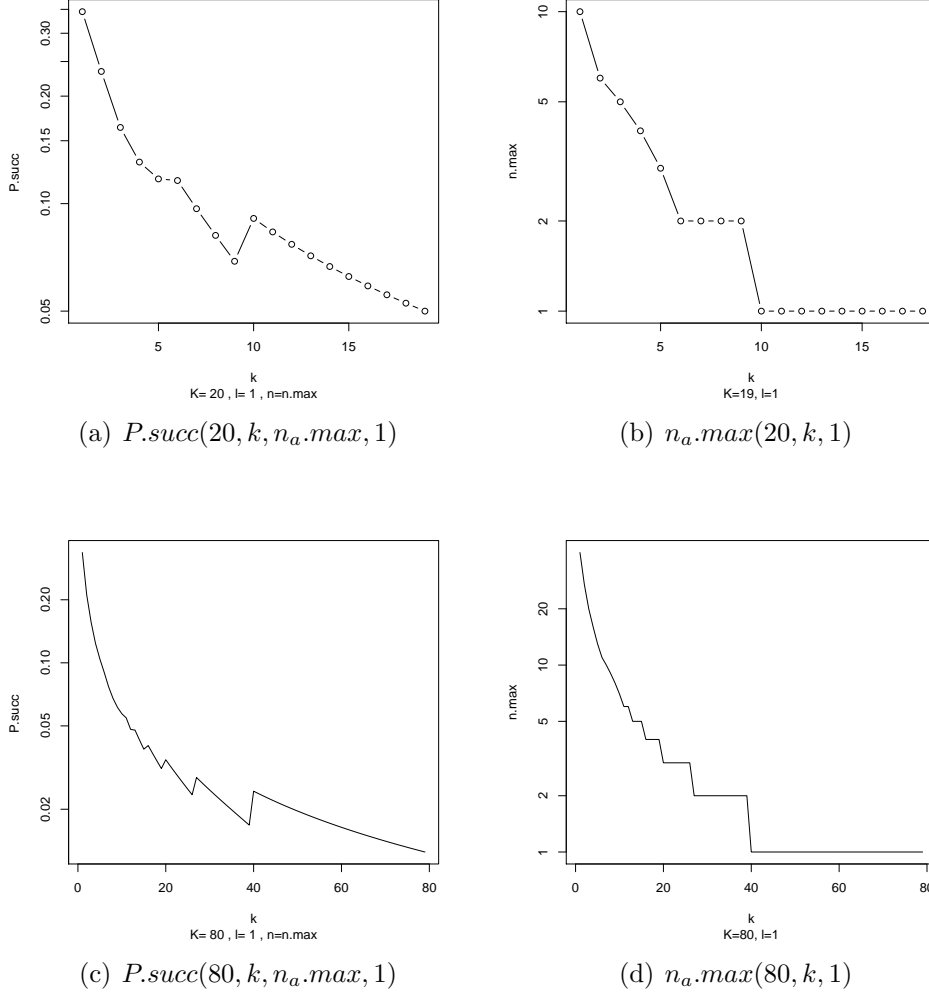 0.30
0.20
0.15
0.10
0.05
P.succ
5 10 15
k
K= 20 , l= 1 , n=n.max
(a) P.succ(20, k, n_a.max, 1)
10
5
2
1
n.max
5 10 15
k
K=19, l=1
(b) n_a.max(20, k, 1)
0.20
0.10
0.05
0.02
P.succ
0 20 40 60 80
k
K= 80 , l= 1 , n=n.max
(c) P.succ(80, k, n_a.max, 1)
20
10
5
2
1
n.max
0 20 40 60 80
k
K=80, l=1
(d) n_a.max(80, k, 1)